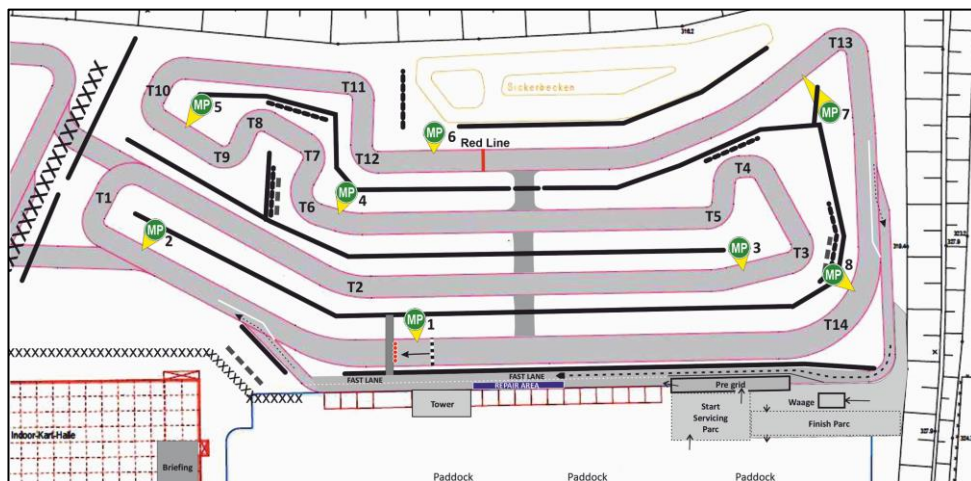 316.2
T13
T10
T11
MP 5
Sickerbecken
MP 7
MP 6
Red Line
T8
T9
T7
T12
T4
T1
MP 4
T6
T5
MP 2
MP 3
T3
T2
MP 8
MP 1
T14
FAST LANE
FAST LANE
REPAIR AREA
Pre grid
Tower
Start
Servicing
Parc
Waage
Finish Parc
Indoor-Kart-Halle
Briefing
Paddock
Paddock
Paddock